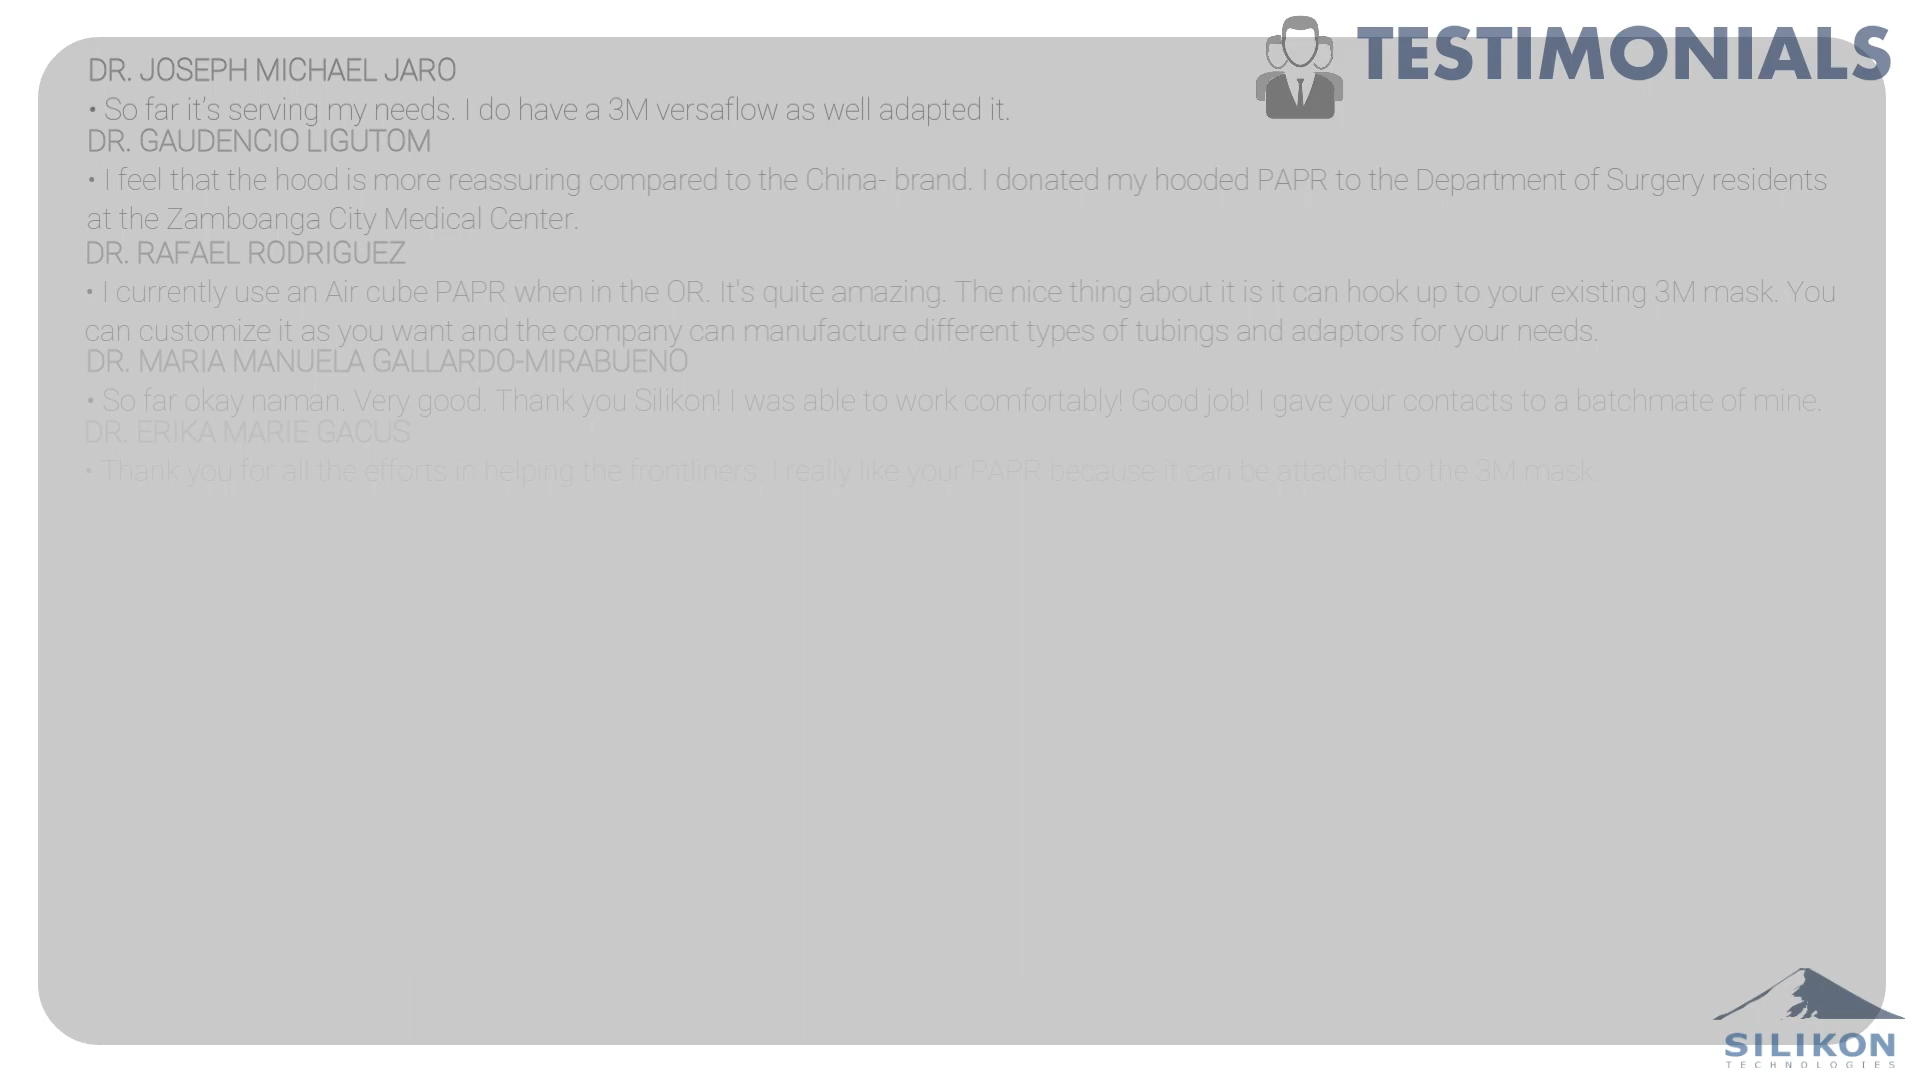 TESTIMONIALS
DR. JOSEPH MICHAEL JARO
• So far it's serving my needs. I do have a 3M versaflow as well adapted it.
DR. GAUDENCIO LIGUTOM
• I feel that the hood is more reassuring compared to the China- brand. I donated my hooded PAPR to the Department of Surgery residents
at the Zamboanga City Medical Center.
DR. RAFAEL RODRIGUEZ
• I currently use an Air cube PAPR when in the OR. It's quite amazing. The nice thing about it is it can hook up to your existing 3M mask. You
can customize it as you want and the company can manufacture different types of tubings and adaptors for your needs.
DR. MARIA MANUELA GALLARDO-MIRABUENO
• So far okay naman. Very good. Thank you Silikon! I was able to work comfortably! Good job! I gave your contacts to a batchmate of mine.
DR. ERIKA MARIE GACUS
• Thank you for all the efforts in helping the frontliners. I really like your PAPR because it can be attached to the 3M mask.
SILIKON
TECHNOLOGIES